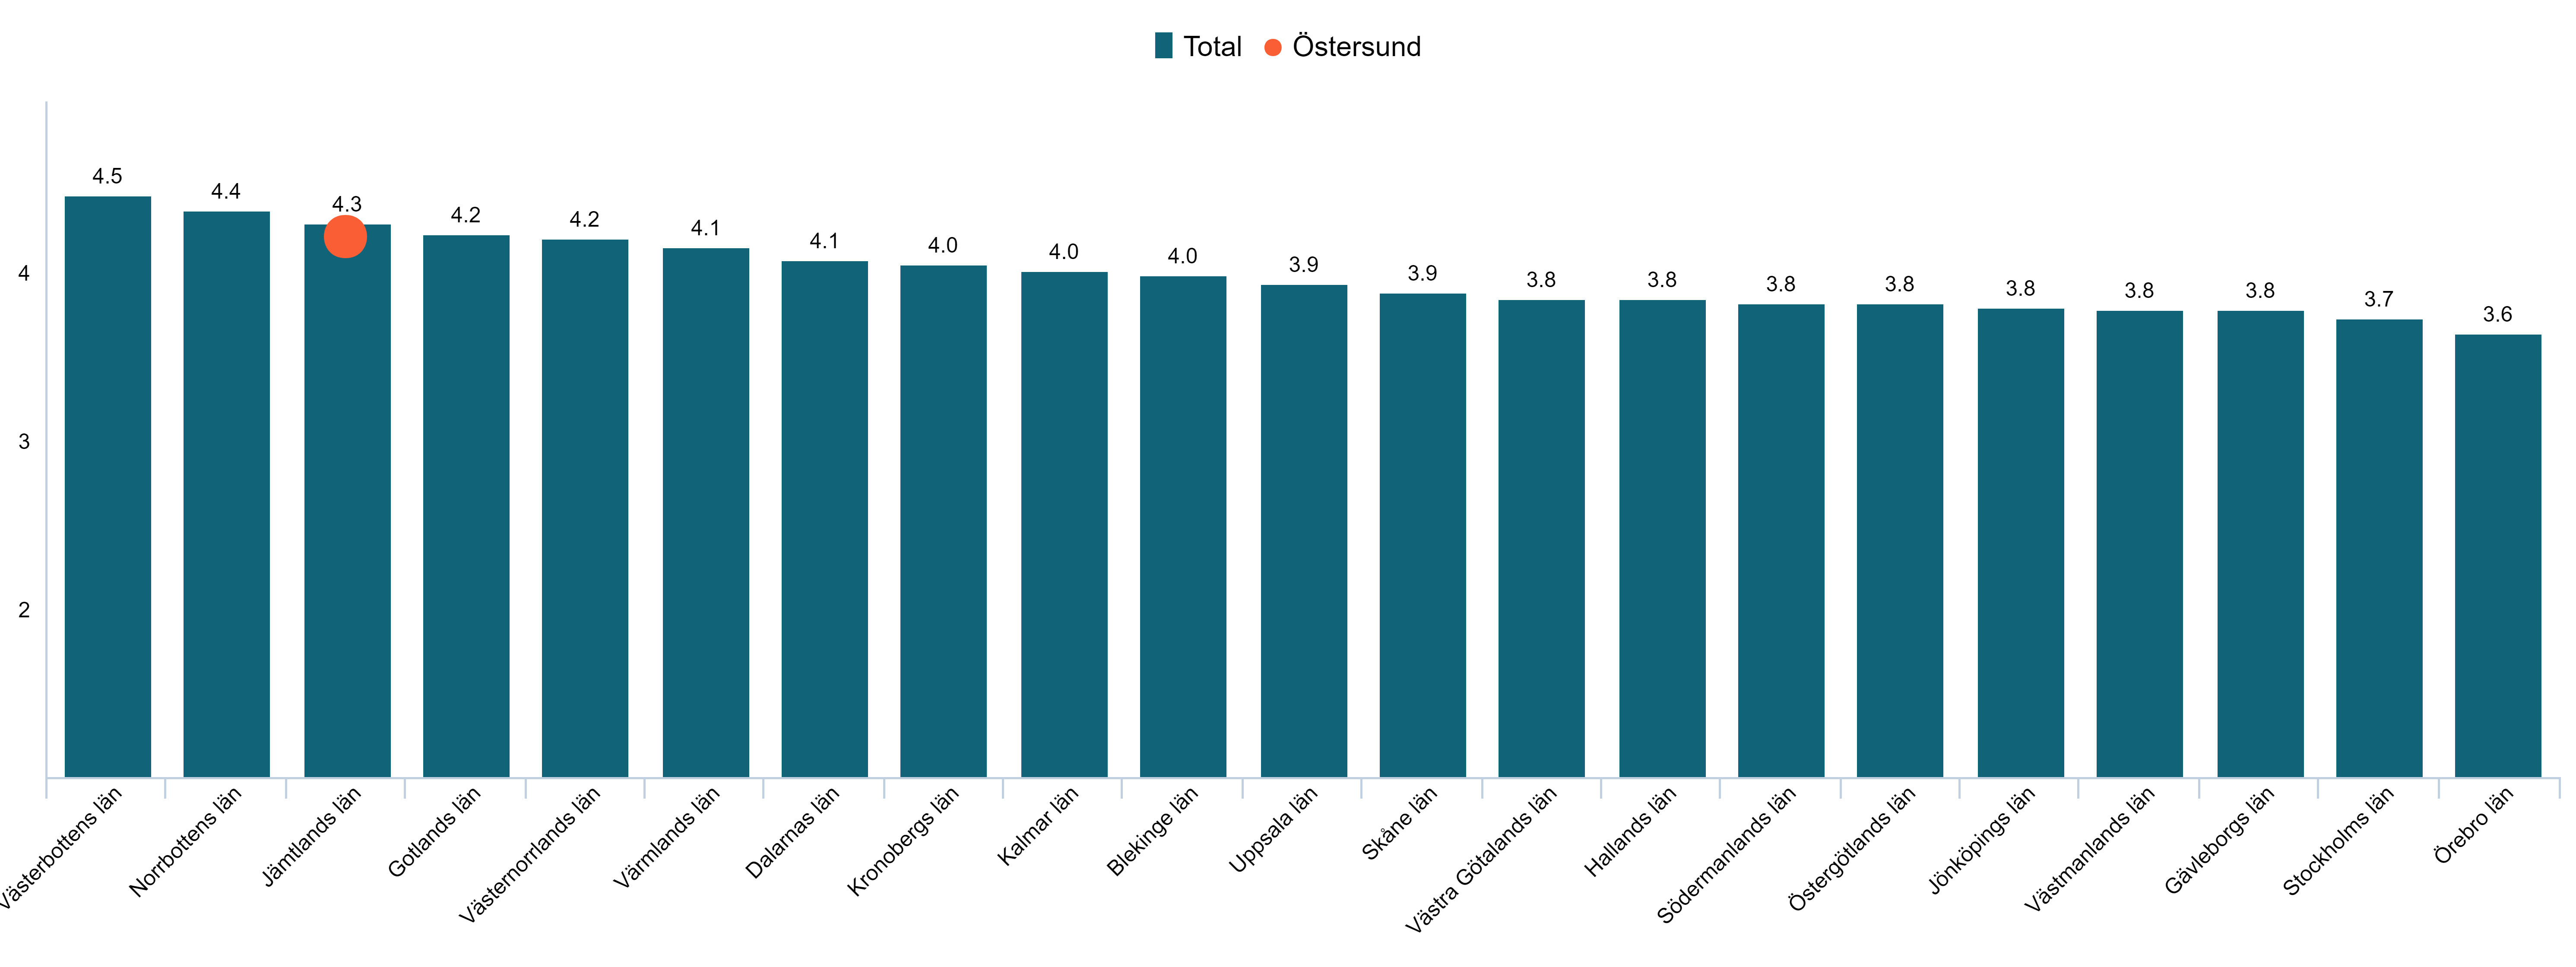 Total Östersund
4.5 4.4 4.3 4.2 4.2 4.1 4.1 4.0 4.0 4.0 3.9 3.9 3.8 3.8 3.8 3.8 3.8 3.8 3.8 3.7 3.6
4
3
2
Västerbottens län Norrbottens län Jämtlands län Gotlands län Västernorrlands län Värmlands län Dalarnas län Kronobergs län Kalmar län Blekinge län Uppsala län Skåne län Västra Götalands län Hallands län Södermanlands län Östergötlands län Jönköpings län Västmanlands län Gävleborgs län Stockholms län Örebro län